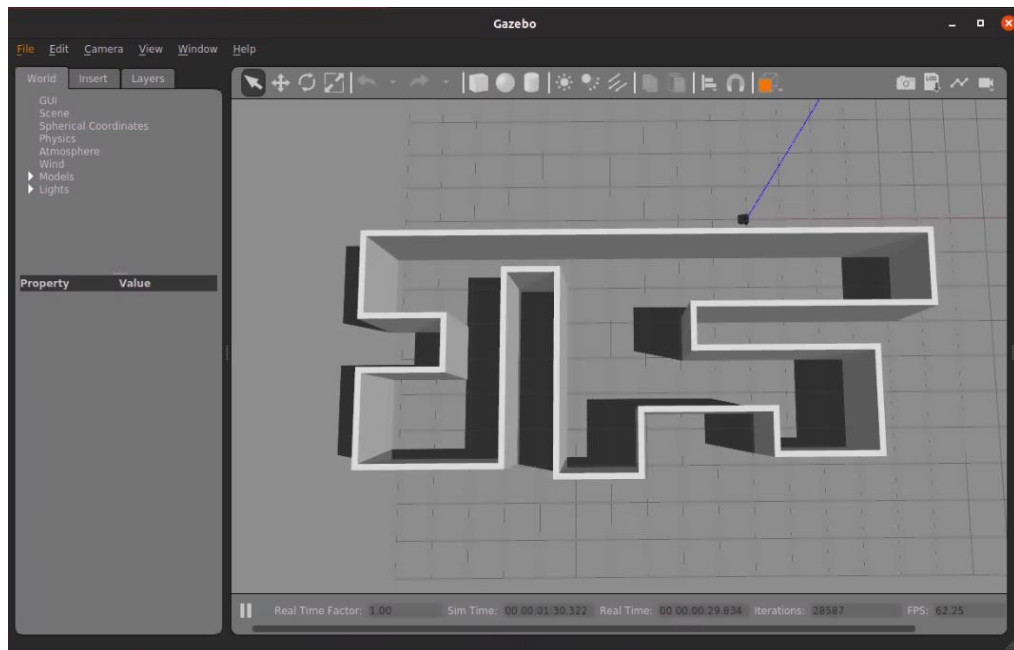 Gazebo
File Edit Camera View Window Help
World Insert Layers
GUI
Scene
Spherical Coordinates
Physics
Atmosphere
Wind
Models
Lights
Property Value
LOG
Real Time Factor: 1.00 Sim Time: 00 00:01:30.322 Real Time: 00 00:00:29.834 Iterations: 28587 FPS: 62.25